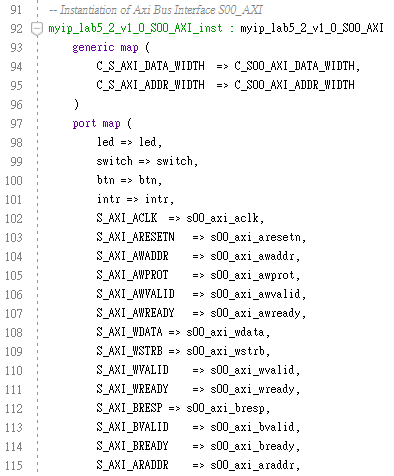 91 -- Instantiation of Axi Bus Interface S00_AXI
92 myip_lab5_2_v1_0_S00_AXI_inst : myip_lab5_2_v1_0_S00_AXI
93 generic map (
94 C_S_AXI_DATA_WIDTH => C_S00_AXI_DATA_WIDTH,
95 C_S_AXI_ADDR_WIDTH => C_S00_AXI_ADDR_WIDTH
96 )
97 port map (
98 led => led,
99 switch => switch,
100 btn => btn,
101 intr => intr,
102 S_AXI_ACLK => s00_axi_aclk,
103 S_AXI_ARESETN => s00_axi_aresetn,
104 S_AXI_AWADDR => s00_axi_awaddr,
105 S_AXI_AWPROT => s00_axi_awprot,
106 S_AXI_AWVALID => s00_axi_awvalid,
107 S_AXI_AWREADY => s00_axi_awready,
108 S_AXI_WDATA => s00_axi_wdata,
109 S_AXI_WSTRB => s00_axi_wstrb,
110 S_AXI_WVALID => s00_axi_wvalid,
111 S_AXI_WREADY => s00_axi_wready,
112 S_AXI_BRESP => s00_axi_bresp,
113 S_AXI_BVALID => s00_axi_bvalid,
114 S_AXI_BREADY => s00_axi_bready,
115 S_AXI_ARADDR => s00_axi_araddr,